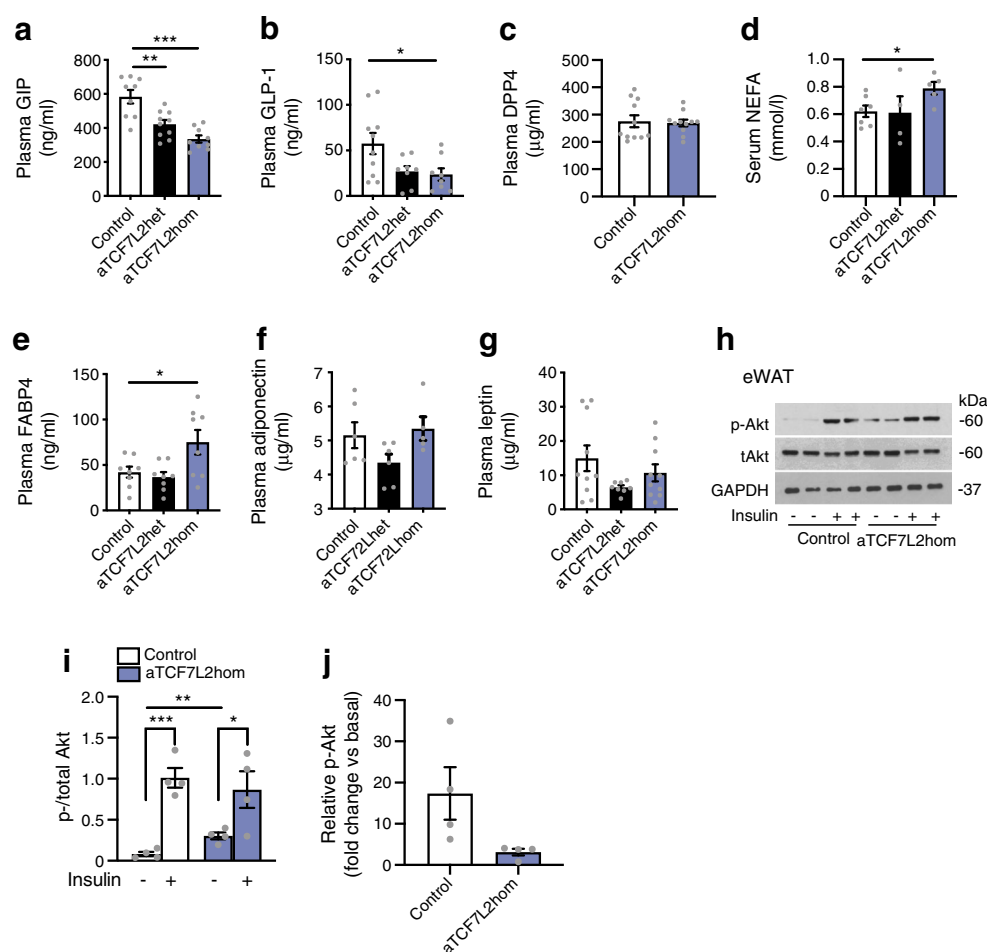 a
Plasma GIP
(ng/ml)
800
600
400
200
0
***
**
Control
aTCF7L2het
aTCF7L2hom
b
Plasma GLP-1
(ng/ml)
150
100
50
0
*
Control
aTCF7L2het
aTCF7L2hom
c
Plasma DPP4
(µg/ml)
500
400
300
200
100
0
Control
aTCF7L2hom
d
Serum NEFA
(mmol/l)
1.0
0.8
0.6
0.4
0.2
0
*
Control
aTCF7L2het
aTCF7L2hom
e
Plasma FABP4
(ng/ml)
150
100
50
0
*
Control
aTCF7L2het
aTCF7L2hom
f
Plasma adiponectin
(µg/ml)
7
6
5
4
3
Control
aTCF72Lhet
aTCF72Lhom
g
Plasma leptin
(µg/ml)
40
30
20
10
0
Control
aTCF7L2het
aTCF7L2hom
h
eWAT
kDa
p-Akt
-60
tAkt
-60
GAPDH
-37
Insulin - - + + - - + +
Control aTCF7L2hom
i
Control
aTCF7L2hom
p-/total Akt
2.0
1.5
1.0
0.5
0
**
***
*
Insulin - + - +
j
Relative p-Akt
(fold change vs basal)
40
30
20
10
0
Control
aTCF7L2hom